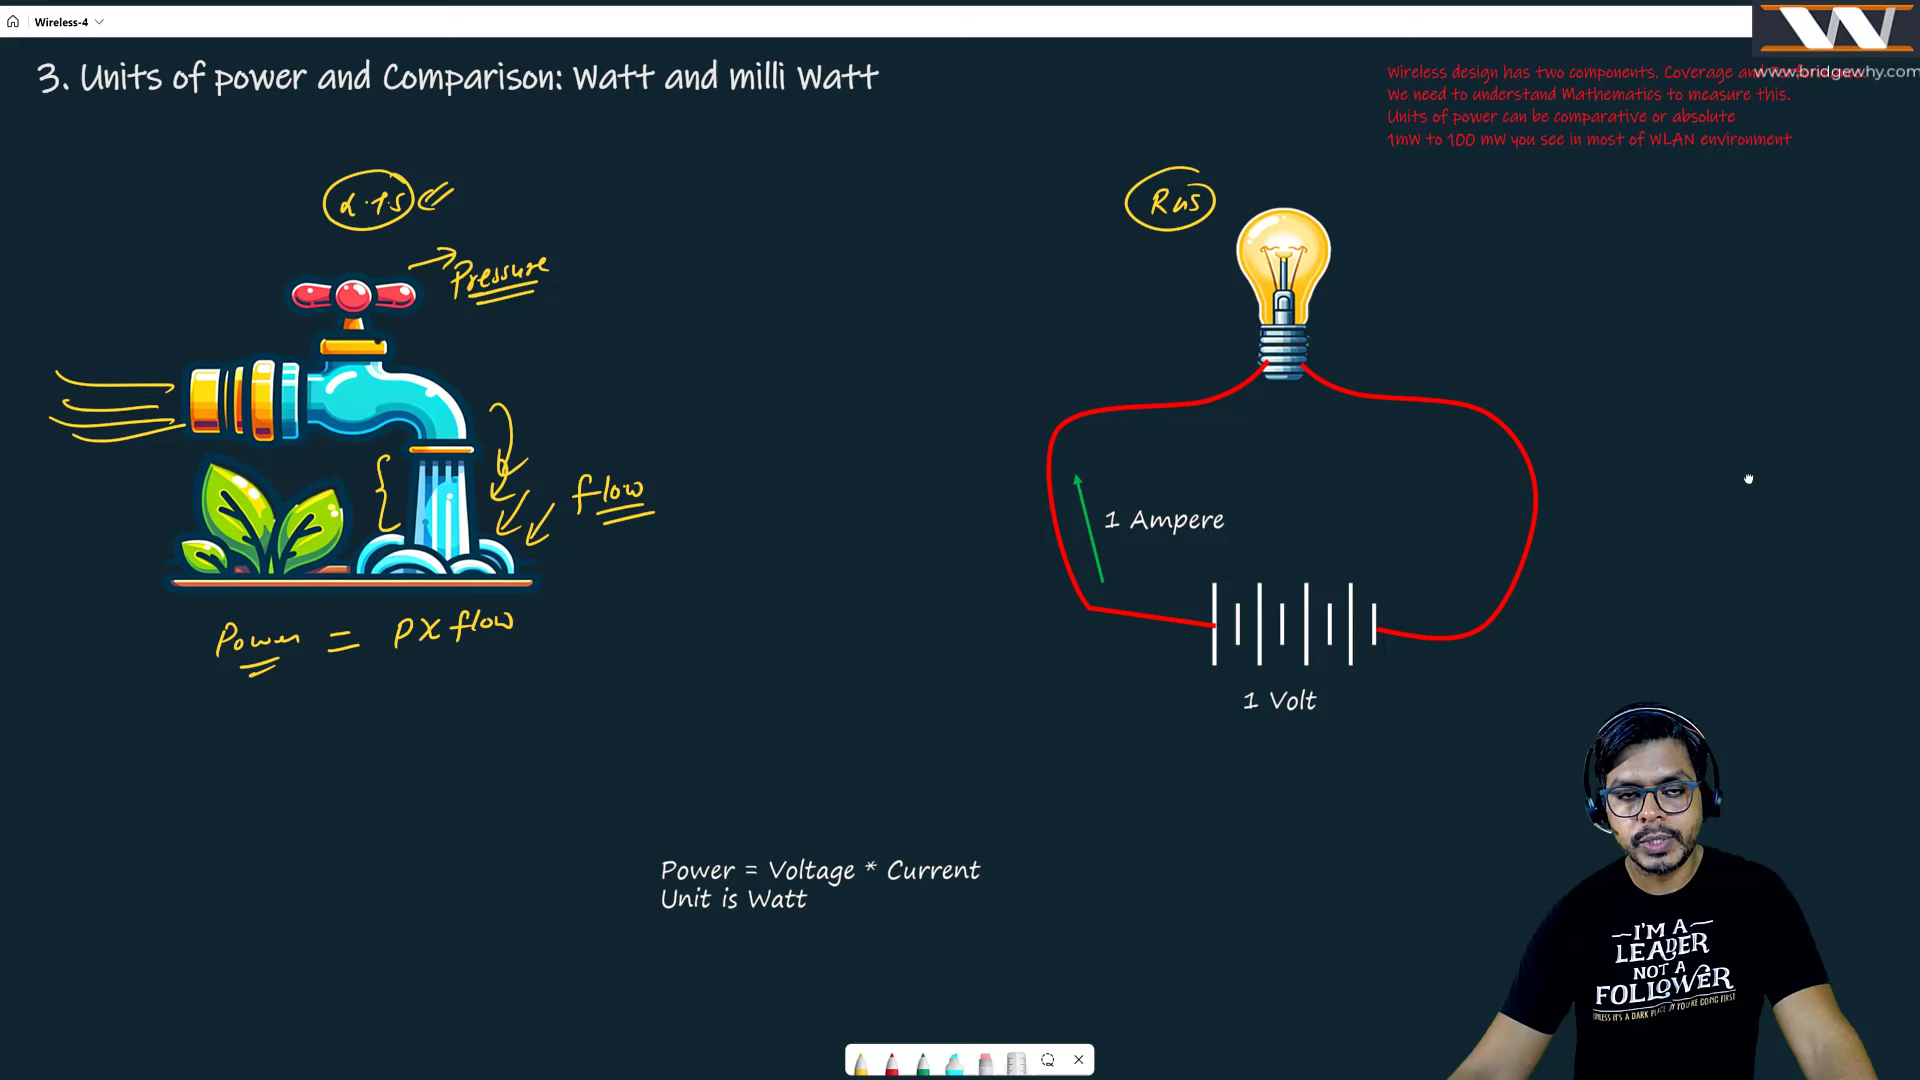 Wireless-4
www.bridgewhy.com
3. Units of power and Comparison: Watt and milli Watt
Wireless design has two components. Coverage an
We need to understand Mathematics to measure this.
Units of power can be comparative or absolute
1mW to 100 mW you see in most of WLAN environment
L.H.S
R.H.S
Pressure
flow
1 Ampere
Power = P X flow
1 Volt
Power = Voltage * Current
Unit is Watt
I'M A
LEADER
NOT A
FOLLOWER